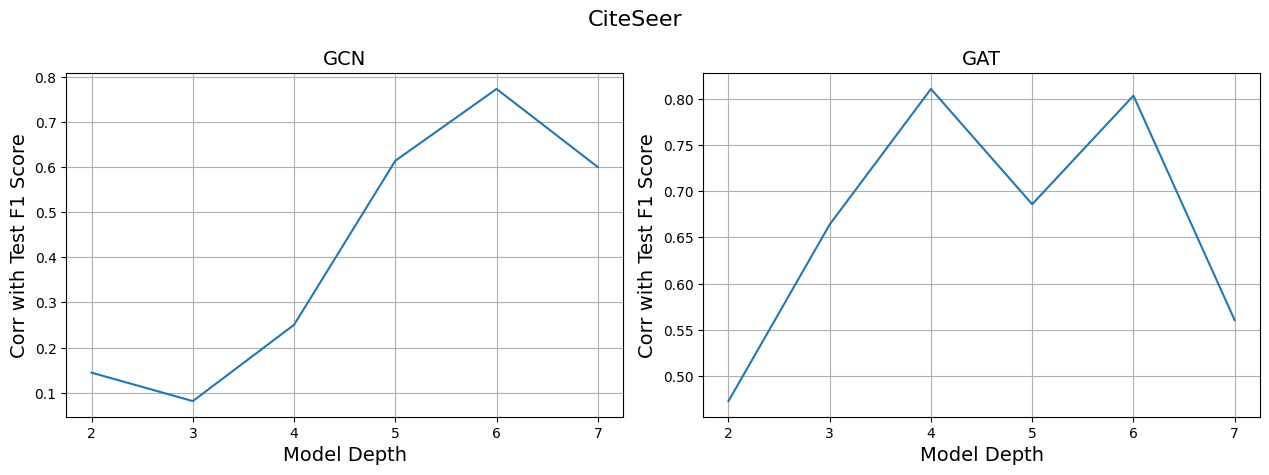 CiteSeer
GCN
0.8
0.7
0.6
0.5
0.4
0.3
0.2
0.1
2 3 4 5 6 7
Corr with Test F1 Score
Model Depth
GAT
0.80
0.75
0.70
0.65
0.60
0.55
0.50
2 3 4 5 6 7
Corr with Test F1 Score
Model Depth